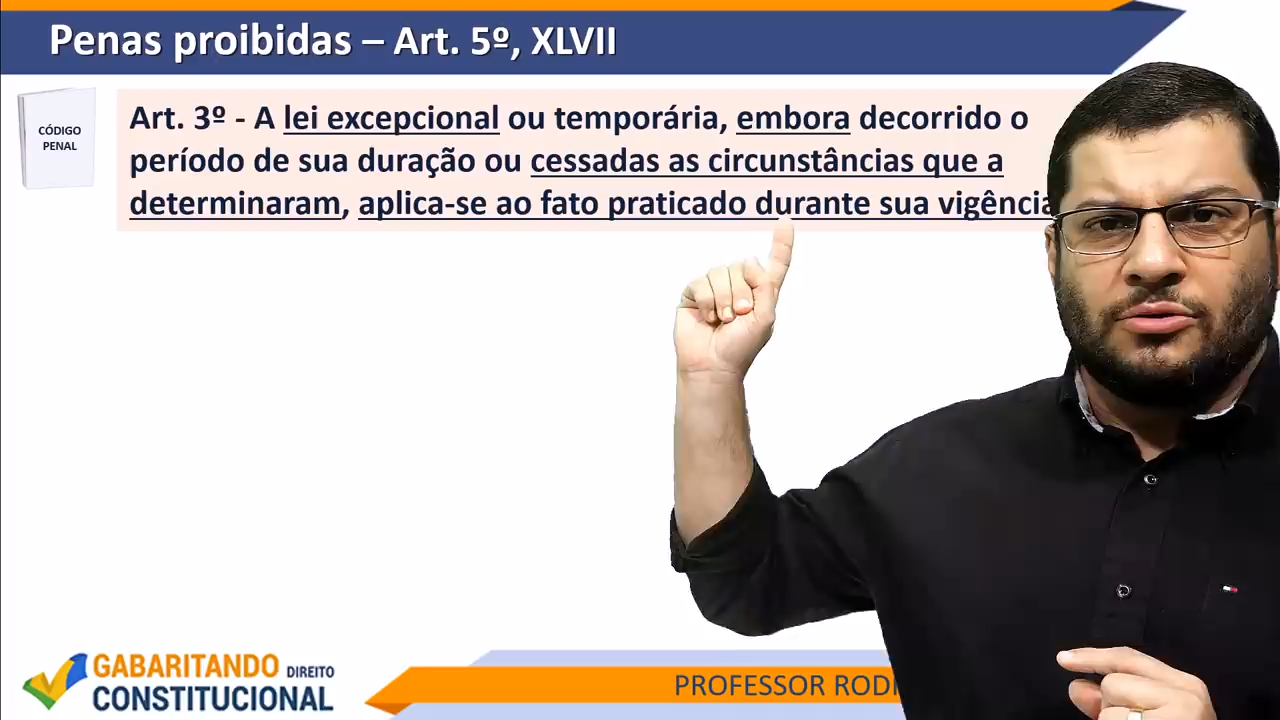 Penas proibidas – Art. 5º, XLVII
CÓDIGO
PENAL
Art. 3º - A lei excepcional ou temporária, embora decorrido o
período de sua duração ou cessadas as circunstâncias que a
determinaram, aplica-se ao fato praticado durante sua vigência
GABARITANDO DIREITO
CONSTITUCIONAL
PROFESSOR